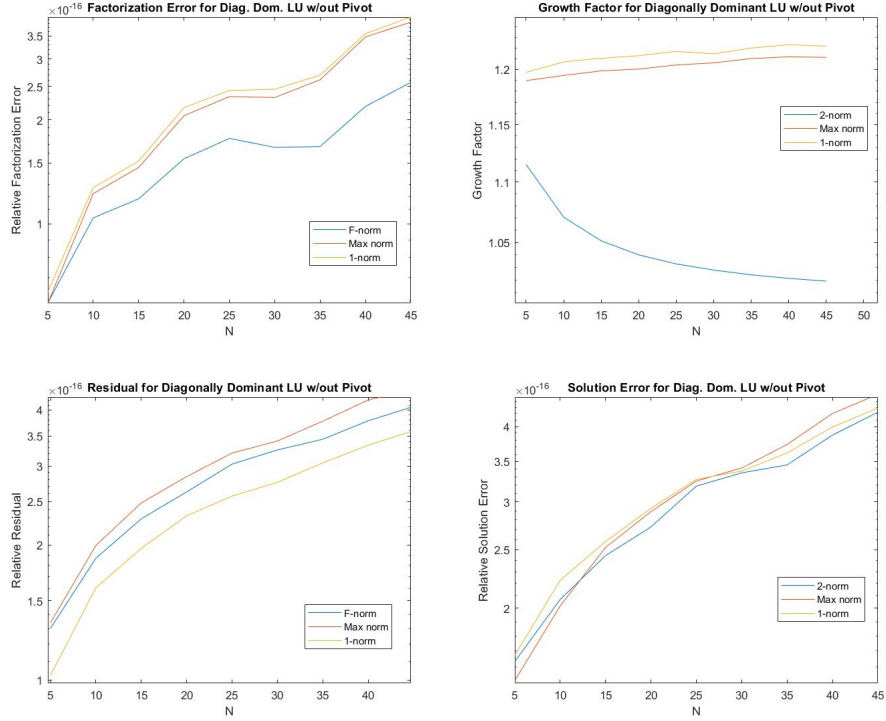 Factorization Error for Diag. Dom. LU w/out Pivot
×10-16
3.5
3
2.5
2
1.5
1
Relative Factorization Error
5 10 15 20 25 30 35 40 45
N
F-norm
Max norm
1-norm
Growth Factor for Diagonally Dominant LU w/out Pivot
1.2
1.15
1.1
1.05
Growth Factor
5 10 15 20 25 30 35 40 45 50
N
2-norm
Max norm
1-norm
Residual for Diagonally Dominant LU w/out Pivot
×10-16
4
3.5
3
2.5
2
1.5
1
Relative Residual
5 10 15 20 25 30 35 40
N
F-norm
Max norm
1-norm
Solution Error for Diag. Dom. LU w/out Pivot
×10-16
4
3.5
3
2.5
2
Relative Solution Error
5 10 15 20 25 30 35 40 45
N
2-norm
Max norm
1-norm